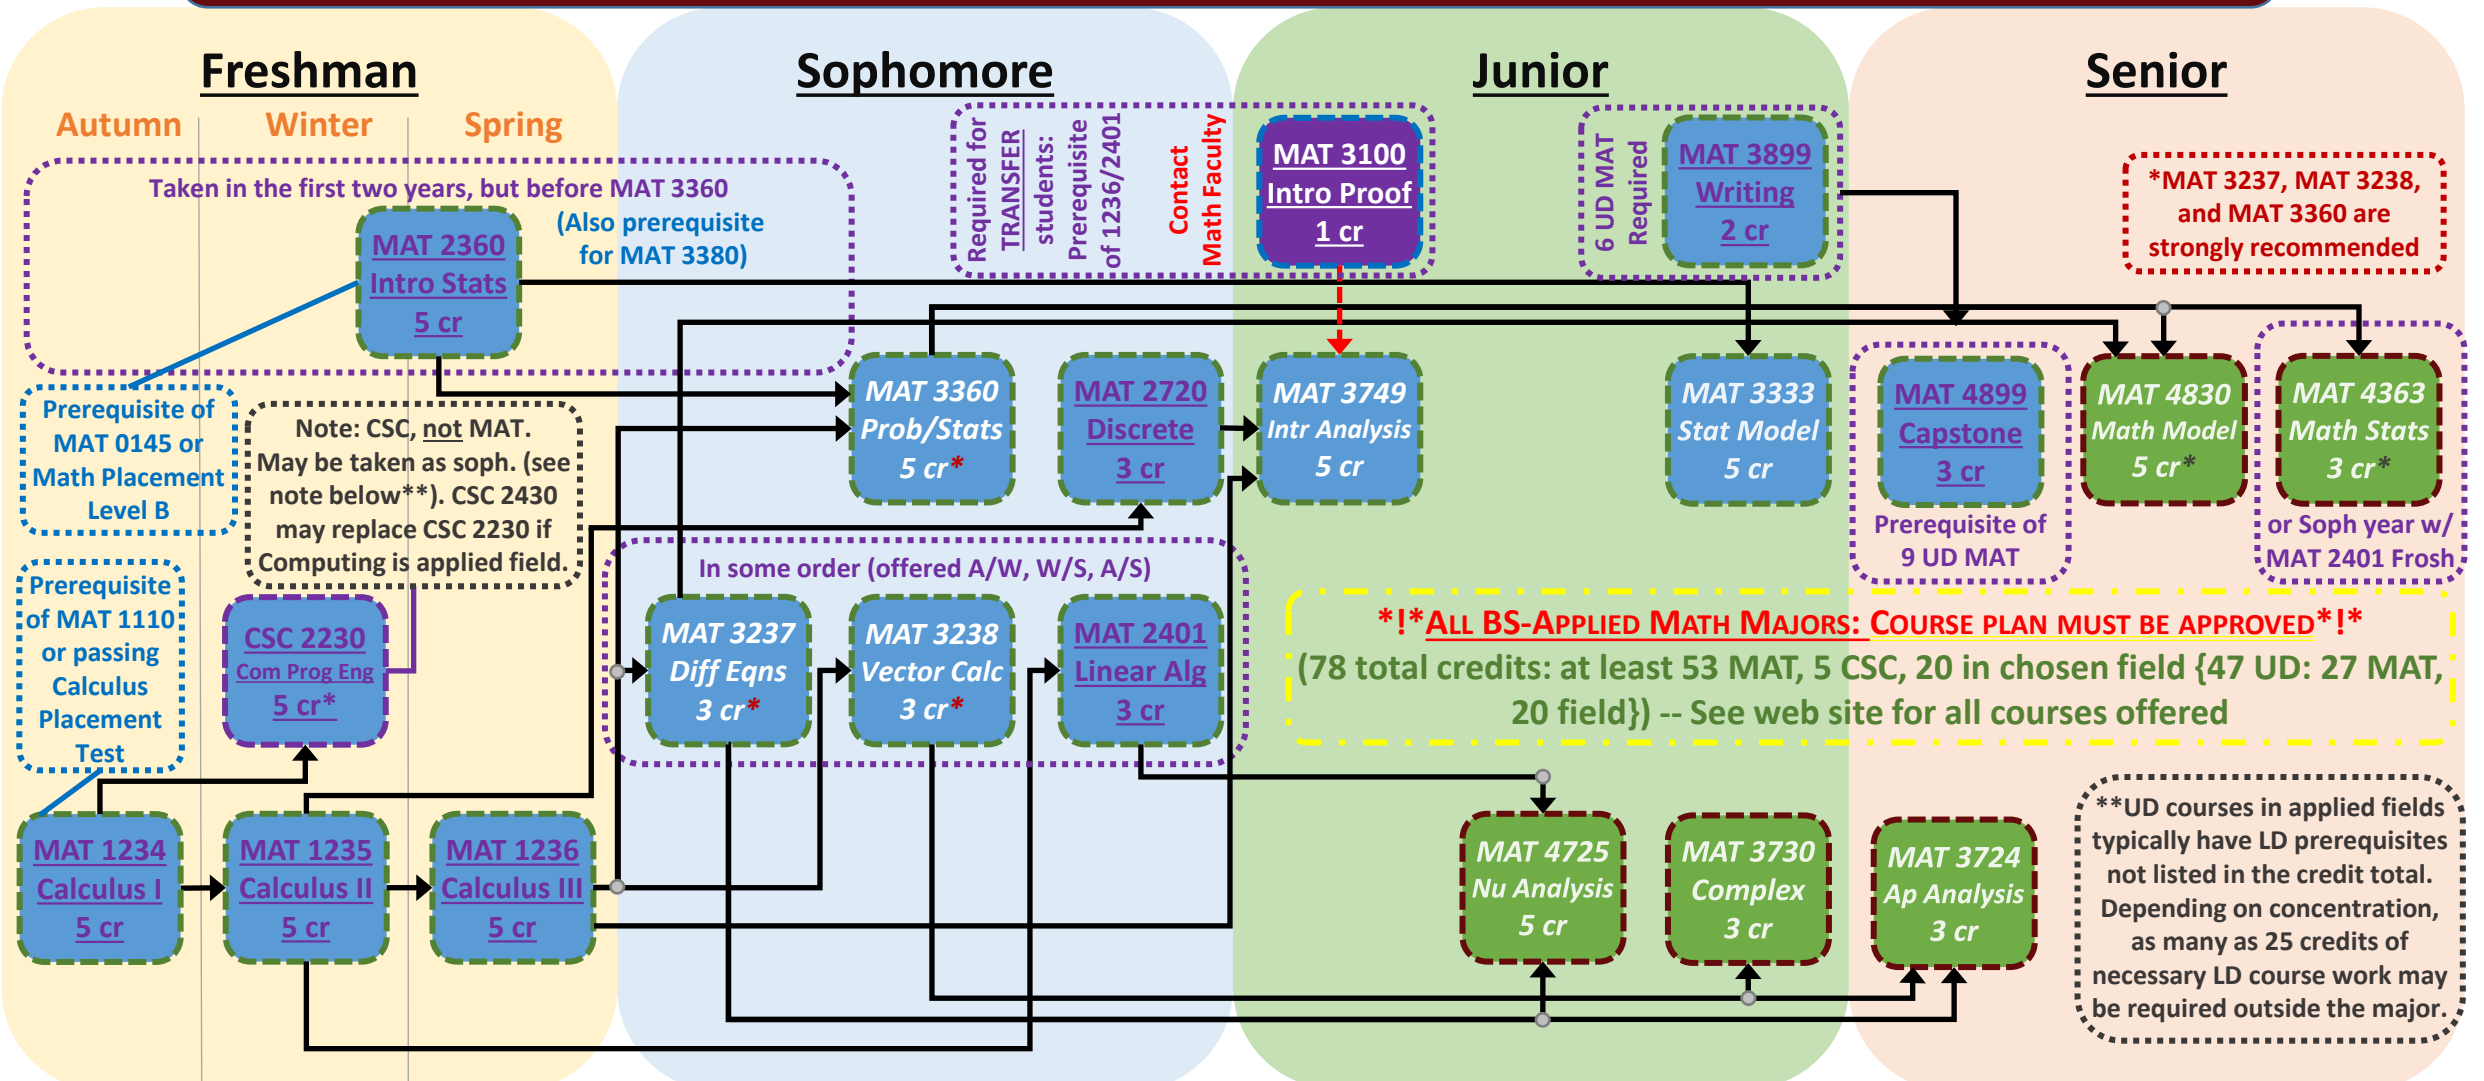 Freshman
Sophomore
Junior
Senior
Autumn
Winter
Spring
Taken in the first two years, but before MAT 3360
MAT 2360
Intro Stats
5 cr
(Also prerequisite
for MAT 3380)
Required for
TRANSFER
students:
Prerequisite
of 1236/2401
Contact
Math Faculty
MAT 3100
Intro Proof
1 cr
6 UD MAT
Required
MAT 3899
Writing
2 cr
*MAT 3237, MAT 3238,
and MAT 3360 are
strongly recommended
Prerequisite of
MAT 0145 or
Math Placement
Level B
Note: CSC, not MAT.
May be taken as soph. (see
note below**). CSC 2430
may replace CSC 2230 if
Computing is applied field.
MAT 3360
Prob/Stats
5 cr*
MAT 2720
Discrete
3 cr
MAT 3749
Intr Analysis
5 cr
MAT 3333
Stat Model
5 cr
MAT 4899
Capstone
3 cr
Prerequisite of
9 UD MAT
MAT 4830
Math Model
5 cr*
MAT 4363
Math Stats
3 cr*
or Soph year w/
MAT 2401 Frosh
Prerequisite
of MAT 1110
or passing
Calculus
Placement
Test
CSC 2230
Com Prog Eng
5 cr*
In some order (offered A/W, W/S, A/S)
MAT 3237
Diff Eqns
3 cr*
MAT 3238
Vector Calc
3 cr*
MAT 2401
Linear Alg
3 cr
*!*ALL BS-APPLIED MATH MAJORS: COURSE PLAN MUST BE APPROVED*!*
(78 total credits: at least 53 MAT, 5 CSC, 20 in chosen field {47 UD: 27 MAT,
20 field}) -- See web site for all courses offered
MAT 1234
Calculus I
5 cr
MAT 1235
Calculus II
5 cr
MAT 1236
Calculus III
5 cr
MAT 4725
Nu Analysis
5 cr
MAT 3730
Complex
3 cr
MAT 3724
Ap Analysis
3 cr
**UD courses in applied fields
typically have LD prerequisites
not listed in the credit total.
Depending on concentration,
as many as 25 credits of
necessary LD course work may
be required outside the major.